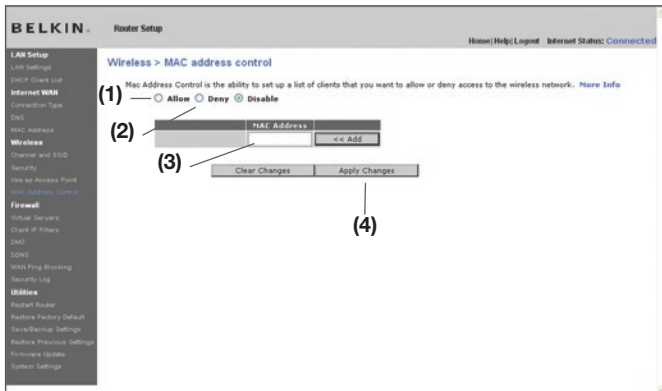 BELKIN.
Router Setup
Home|Help|Logout Internet Status: Connected
LAN Setup
LAN Settings
DHCP Client List
Internet WAN
Connection Type
DNS
MAC Address
Wireless
Channel and SSID
Security
Use as Access Point
MAC Address Control
Firewall
Virtual Servers
Client IP Filters
DMZ
DDNS
WAN Ping Blocking
Security Log
Utilities
Restart Router
Restore Factory Default
Save/Backup Settings
Restore Previous Settings
Firmware Update
System Settings
Wireless > MAC address control
Mac Address Control is the ability to set up a list of clients that you want to allow or deny access to the wireless network. More Info
(1) Allow Deny Disable
(2)
MAC Address
(3) << Add
Clear Changes Apply Changes
(4)